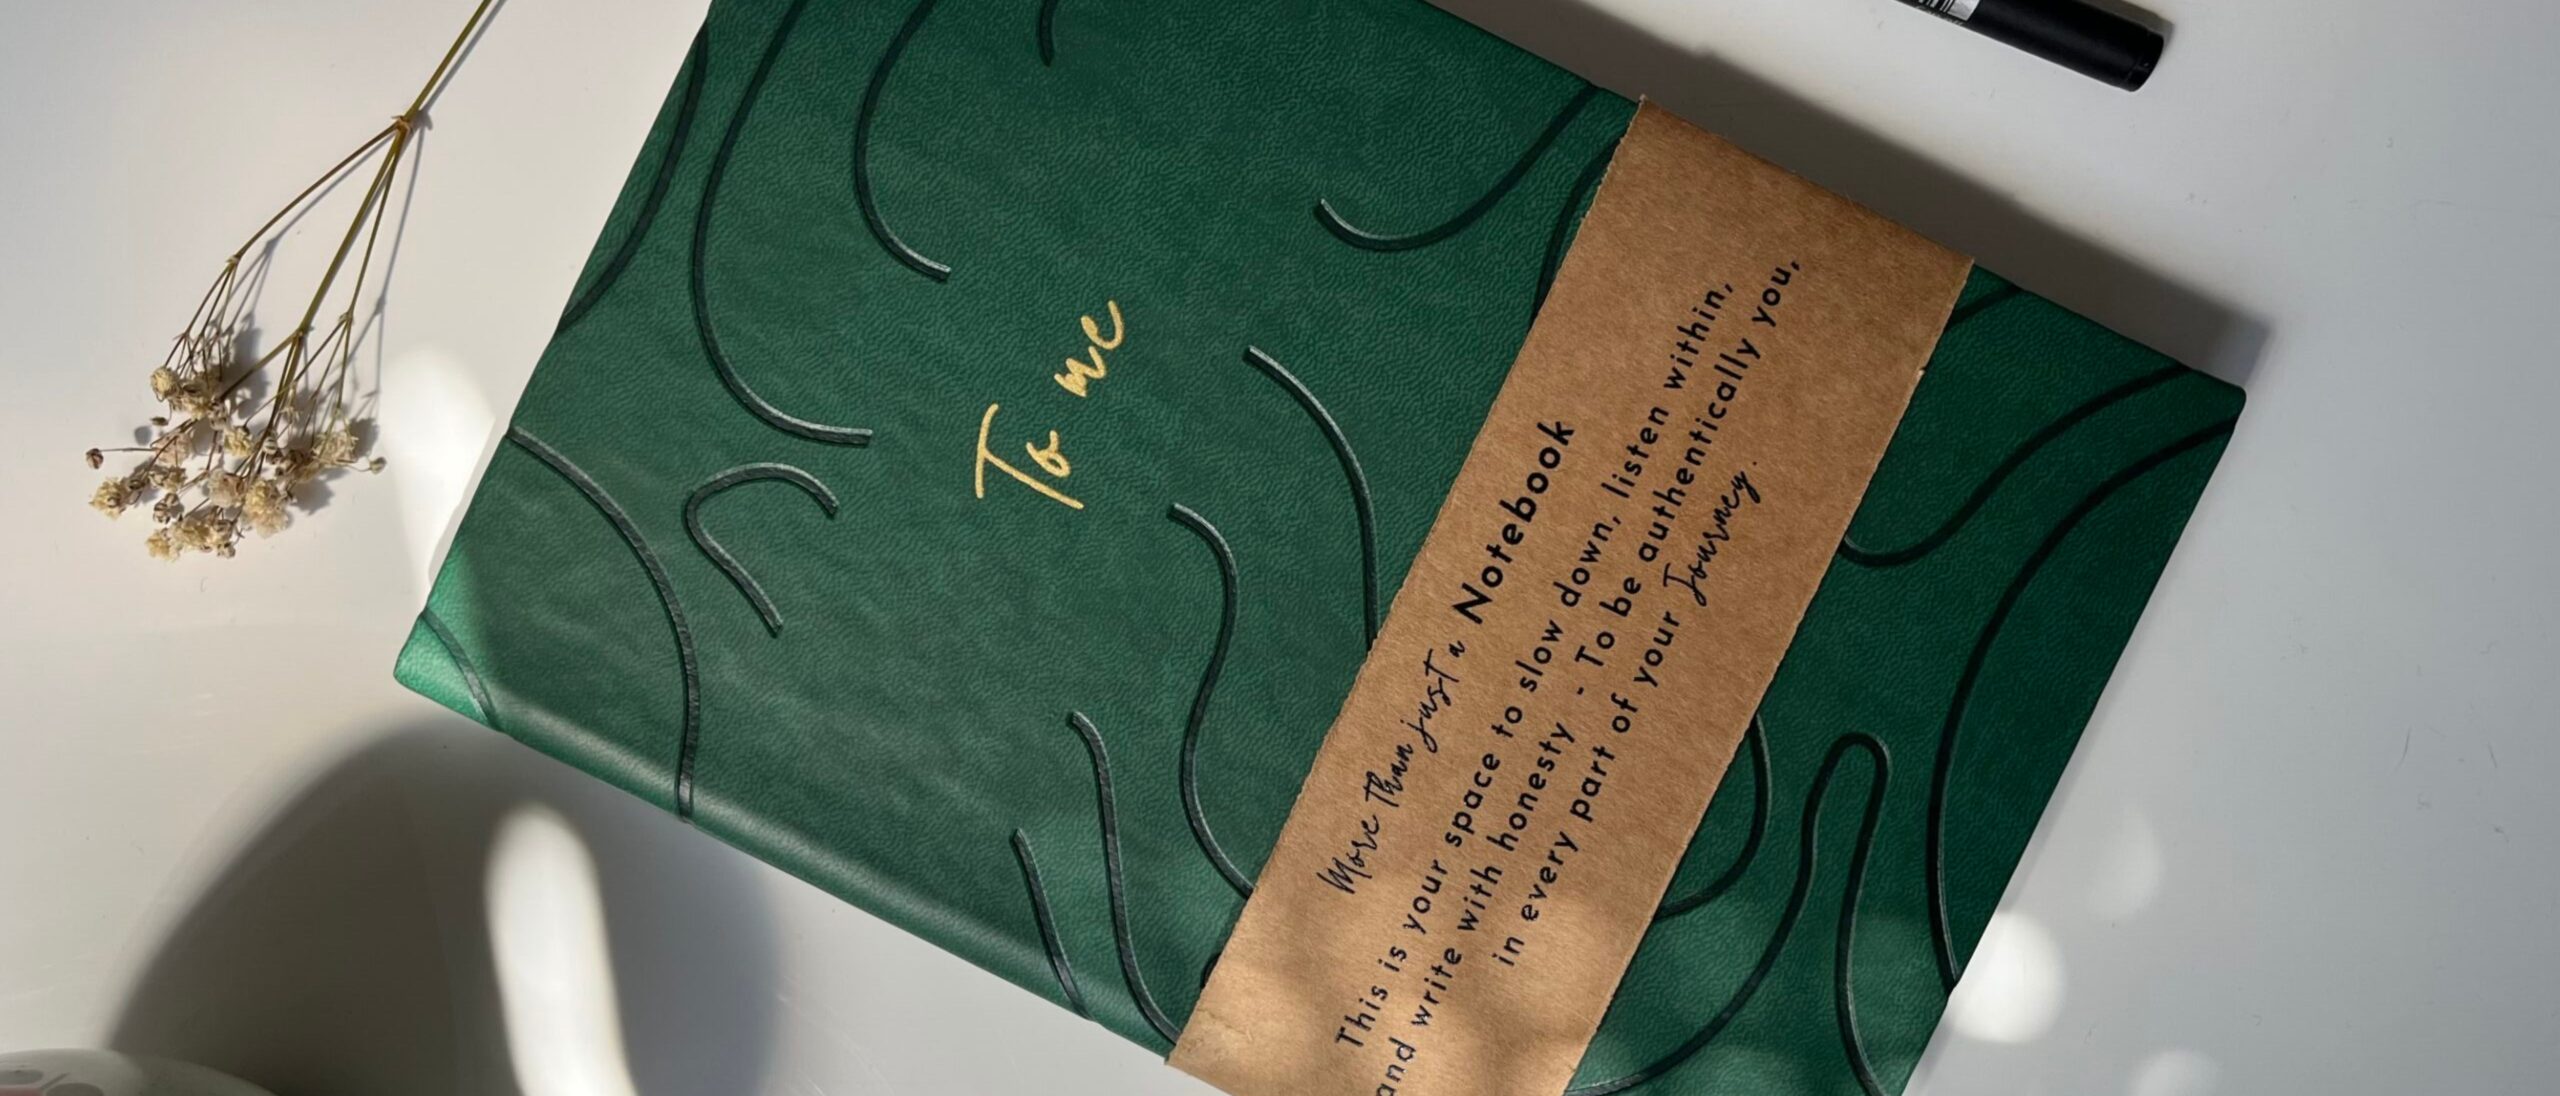 To me
More than just a Notebook
This is your space to slow down, listen within,
and write with honesty - To be authentically you,
in every part of your Journey.